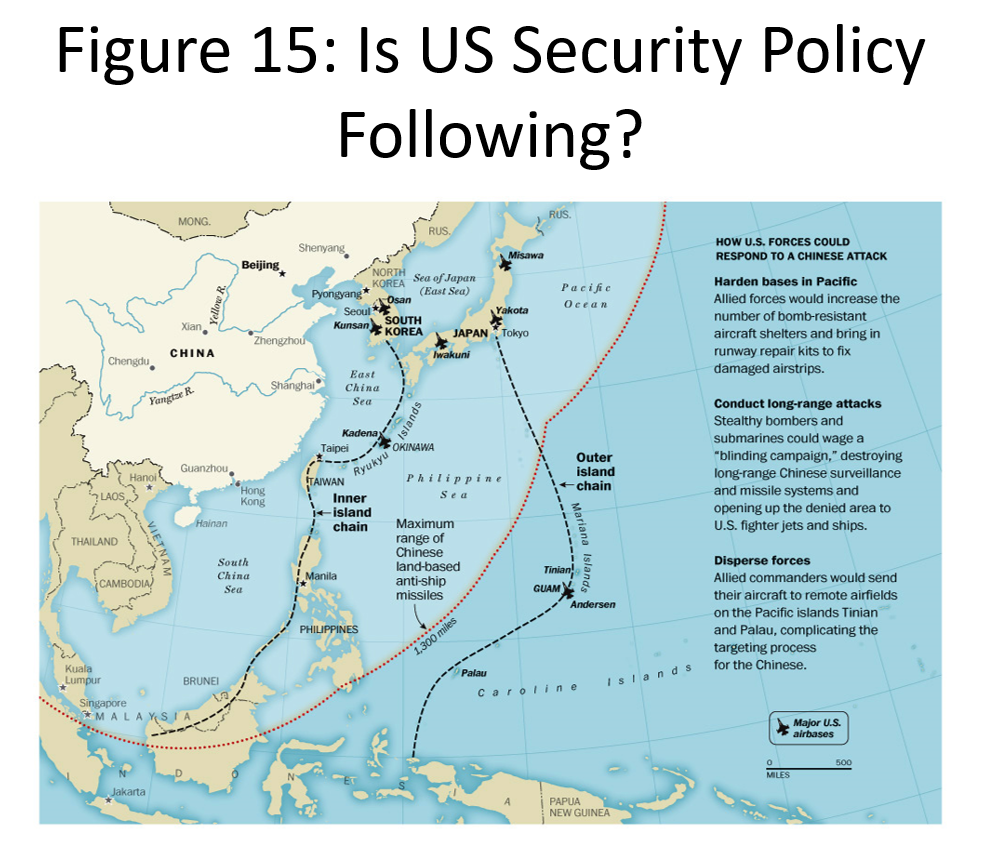 Figure 15: Is US Security Policy
Following?
MONG.
RUS.
RUS.
Shenyang
Beijing
NORTH
KOREA
Sea of Japan
(East Sea)
Misawa
Pacific
Ocean
Pyongyang
Osan
Seoul
SOUTH
KOREA
Kunsan
Yakota
JAPAN
Tokyo
Iwakuni
Yellow R.
Xian
Zhengzhou
CHINA
Chengdu
Shanghai
Yangtze R.
East
China
Sea
Kadena
OKINAWA
Ryukyu Islands
Taipei
TAIWAN
Guanzhou
Hong
Kong
Hanoi
LAOS
Hainan
VIETNAM
THAILAND
CAMBODIA
Inner
island
chain
Philippine
Sea
Outer
island
chain
Mariana Islands
Maximum
range of
Chinese
land-based
anti-ship
missiles
1,300 miles
South
China
Sea
Manila
PHILIPPINES
Tinian
GUAM
Andersen
Palau
Caroline Islands
Kuala
Lumpur
BRUNEI
Singapore
MALAYSIA
INDONESIA
Jakarta
PAPUA
NEW GUINEA
HOW U.S. FORCES COULD
RESPOND TO A CHINESE ATTACK
Harden bases in Pacific
Allied forces would increase the
number of bomb-resistant
aircraft shelters and bring in
runway repair kits to fix
damaged airstrips.
Conduct long-range attacks
Stealthy bombers and
submarines could wage a
“blinding campaign,” destroying
long-range Chinese surveillance
and missile systems and
opening up the denied area to
U.S. fighter jets and ships.
Disperse forces
Allied commanders would send
their aircraft to remote airfields
on the Pacific islands Tinian
and Palau, complicating the
targeting process
for the Chinese.
Major U.S.
airbases
0 500
MILES